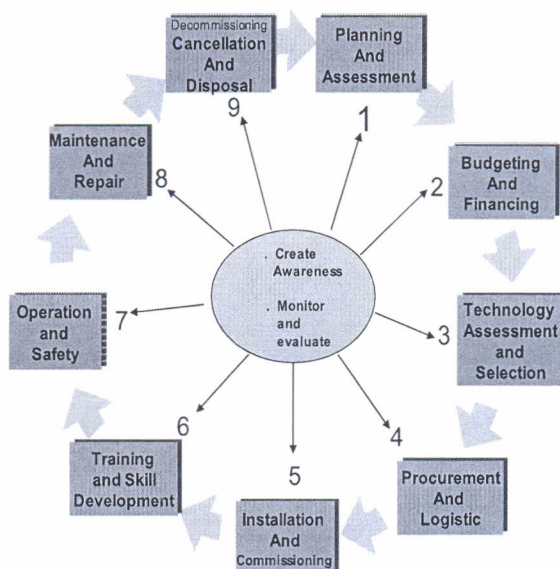 Planning
And
Assessment
1
Budgeting
And
Financing
2
Technology
Assessment
and
Selection
3
Procurement
And
Logistic
4
Installation
And
Commissioning
5
Training
and Skill
Development
6
Operation
and
Safety
7
Maintenance
And
Repair
8
Decommissioning
Cancellation
And
Disposal
9
. Create
Awareness
. Monitor
and
evaluate